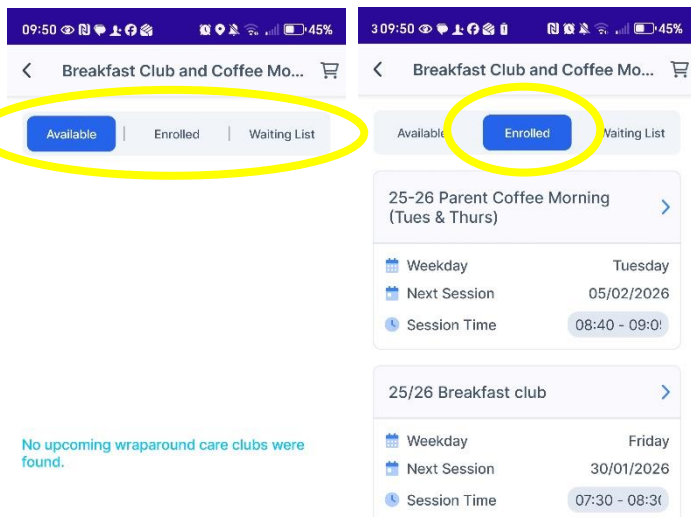 09:50 45%
Breakfast Club and Coffee Mo...
Available | Enrolled | Waiting List
No upcoming wraparound care clubs were
found.
3 09:50 45%
Breakfast Club and Coffee Mo...
Available Enrolled Waiting List
25-26 Parent Coffee Morning
(Tues & Thurs)
Weekday Tuesday
Next Session 05/02/2026
Session Time 08:40 - 09:0
25/26 Breakfast club
Weekday Friday
Next Session 30/01/2026
Session Time 07:30 - 08:3